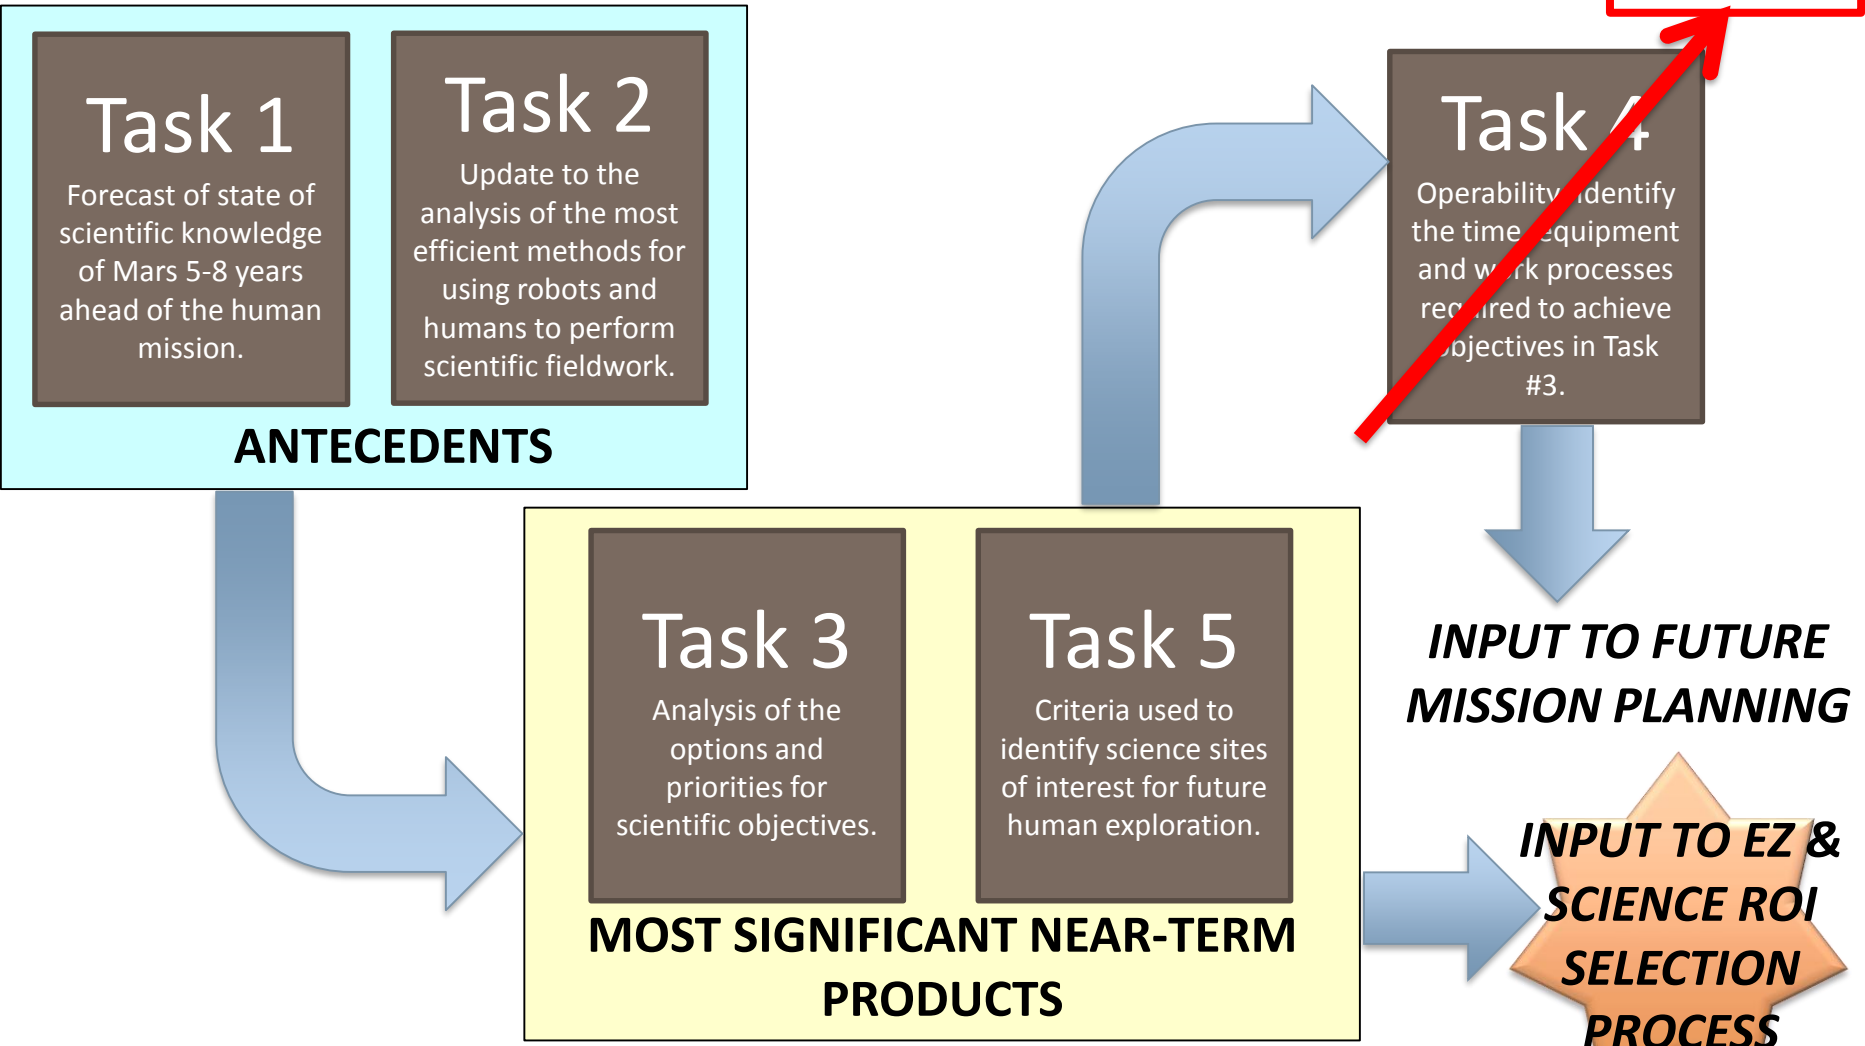 Task 1
Forecast of state of
scientific knowledge
of Mars 5-8 years
ahead of the human
mission.
Task 2
Update to the
analysis of the most
efficient methods for
using robots and
humans to perform
scientific fieldwork.
ANTECEDENTS
Task 3
Analysis of the
options and
priorities for
scientific objectives.
Task 5
Criteria used to
identify science sites
of interest for future
human exploration.
MOST SIGNIFICANT NEAR-TERM
PRODUCTS
Task 4
Operability: identify
the time, equipment
and work processes
required to achieve
objectives in Task
#3.
INPUT TO FUTURE
MISSION PLANNING
INPUT TO EZ &
SCIENCE ROI
SELECTION
PROCESS